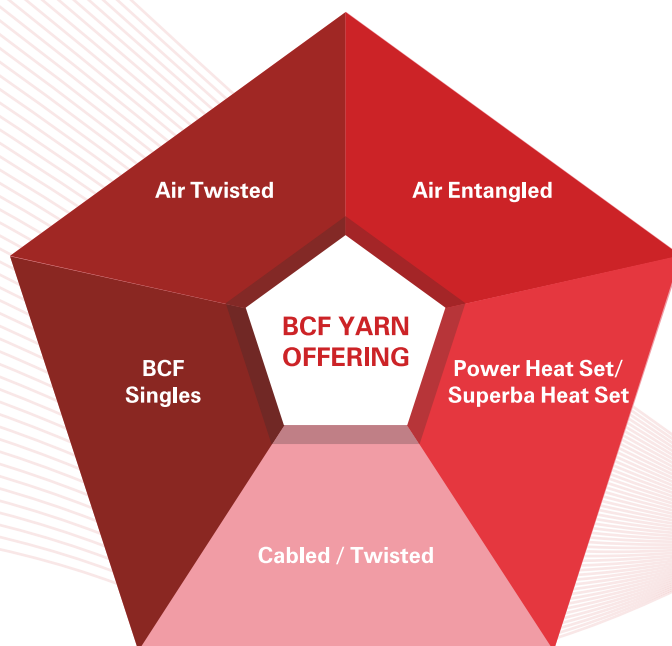 Air Twisted
Air Entangled
BCF YARN
OFFERING
BCF
Singles
Power Heat Set/
Superba Heat Set
Cabled / Twisted